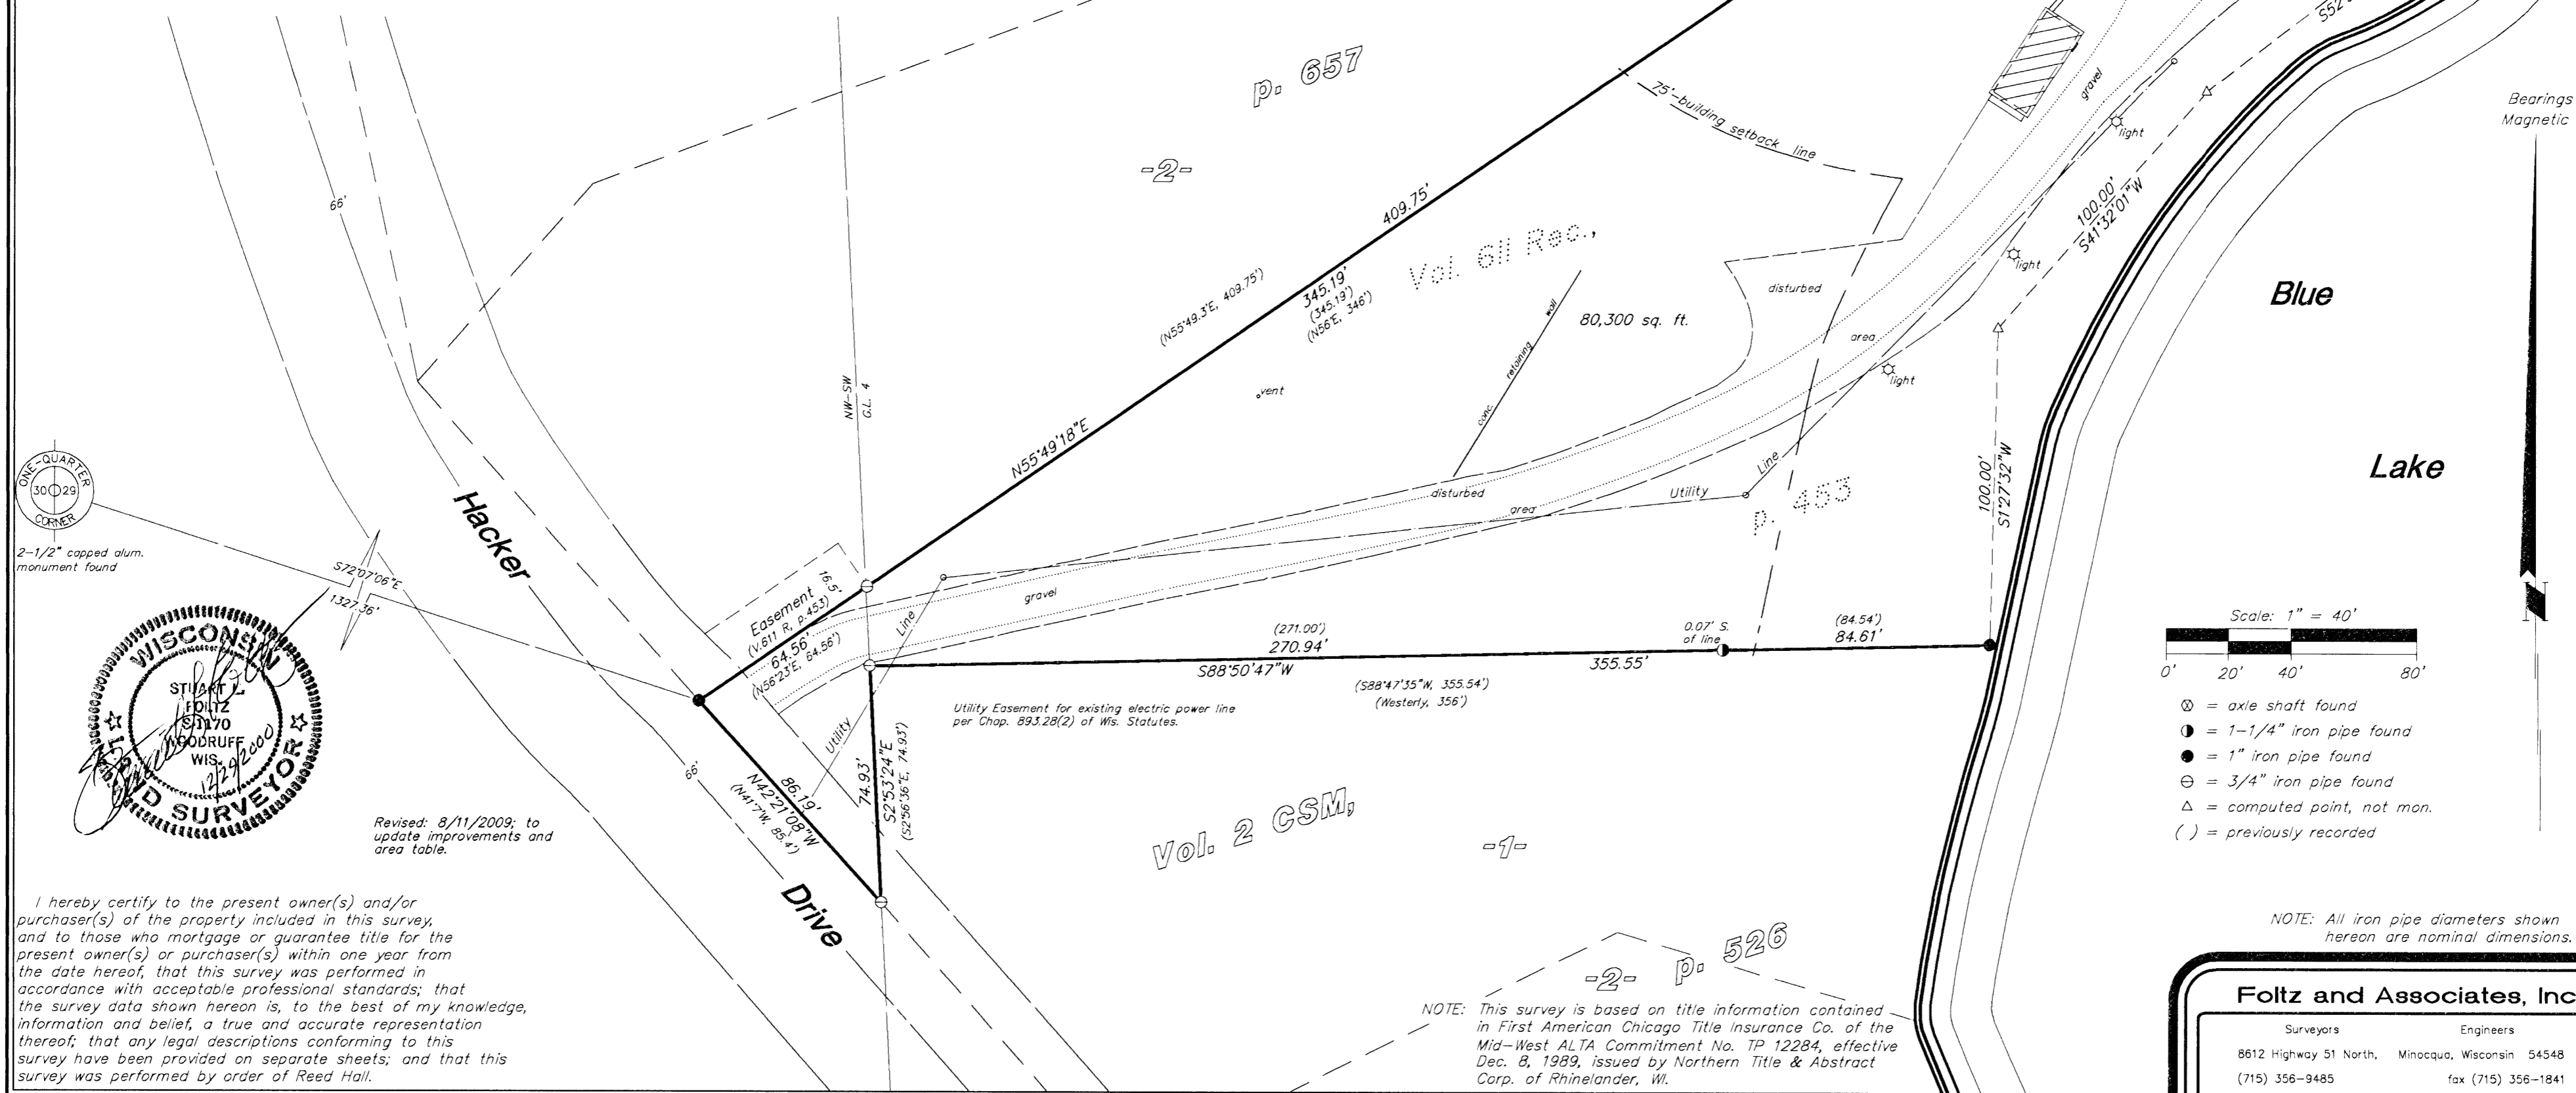 p. 657
-2-
66'
75'-building setback line
gravel
light
S52°
100.00'
S41°32'01"W
Bearings
Magnetic
409.75'
(N55°49.3'E, 409.75')
345.19'
(345.19')
(N56°E, 346')
Vol. 611 Rec.,
80,300 sq. ft.
disturbed
area
light
light
Blue
Lake
NW-SW
G.L. 4
vent
conc.
retaining
wall
N55°49'18"E
ONE-QUARTER
30 29
CORNER
2-1/2" capped alum.
monument found
S72°07'06"E
1327.36'
Hacker
disturbed
area
Utility
Line
p. 453
100.00'
S1°27'32"W
N
Easement
(v.611 R, p.453)
16.5'
64.56'
(N56°23'E, 64.56')
Line
Utility
gravel
(271.00')
270.94'
S88°50'47"W
0.07' S.
of line
(84.54')
84.61'
355.55'
(S88°47'35"W, 355.54')
(Westerly, 356')
Utility Easement for existing electric power line
per Chap. 893.28(2) of Wis. Statutes.
Scale: 1" = 40'
0' 20' 40' 80'
= axle shaft found
= 1-1/4" iron pipe found
= 1" iron pipe found
= 3/4" iron pipe found
= computed point, not mon.
( ) = previously recorded
WISCONSIN
STUART L.
FOLTZ
S-1170
WOODRUFF
WIS.
12/29/2000
LAND SURVEYOR
66'
86.19'
N42°21'08"W
(N41°7'W, 85.4')
74.93'
S2°53'24"E
(S2°56'36"E, 74.93')
Drive
Revised: 8/11/2009; to
update improvements and
area table.
Vol. 2 CSM,
-1-
-2- p. 526
I hereby certify to the present owner(s) and/or
purchaser(s) of the property included in this survey,
and to those who mortgage or guarantee title for the
present owner(s) or purchaser(s) within one year from
the date hereof, that this survey was performed in
accordance with acceptable professional standards; that
the survey data shown hereon is, to the best of my knowledge,
information and belief, a true and accurate representation
thereof; that any legal descriptions conforming to this
survey have been provided on separate sheets; and that this
survey was performed by order of Reed Hall.
NOTE: This survey is based on title information contained
in First American Chicago Title Insurance Co. of the
Mid-West ALTA Commitment No. TP 12284, effective
Dec. 8, 1989, issued by Northern Title & Abstract
Corp. of Rhinelander, WI.
NOTE: All iron pipe diameters shown
hereon are nominal dimensions.
Foltz and Associates, Inc
Surveyors Engineers
8612 Highway 51 North, Minocqua, Wisconsin 54548
(715) 356-9485 fax (715) 356-1841